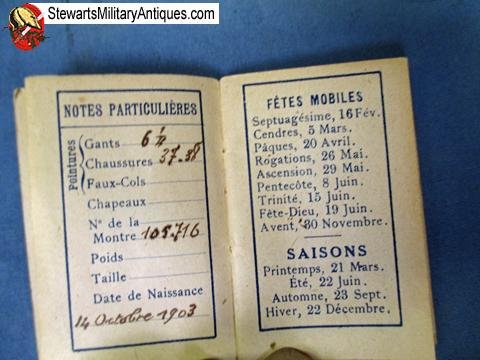 StewartsMilitaryAntiques.com
NOTES PARTICULIÈRES
Pointures
Gants 6 ½
Chaussures 37.38
Faux-Cols
Chapeaux
N° de la
Montre 105716
Poids
Taille
Date de Naissance
14 Octobre 1903
FÊTES MOBILES
Septuagésime, 16 Fév.
Cendres, 5 Mars.
Pâques, 20 Avril.
Rogations, 26 Mai.
Ascension, 29 Mai.
Pentecôte, 8 Juin.
Trinité, 15 Juin.
Fête-Dieu, 19 Juin.
Avent, 30 Novembre.
SAISONS
Printemps, 21 Mars.
Été, 22 Juin.
Automne, 23 Sept.
Hiver, 22 Décembre.